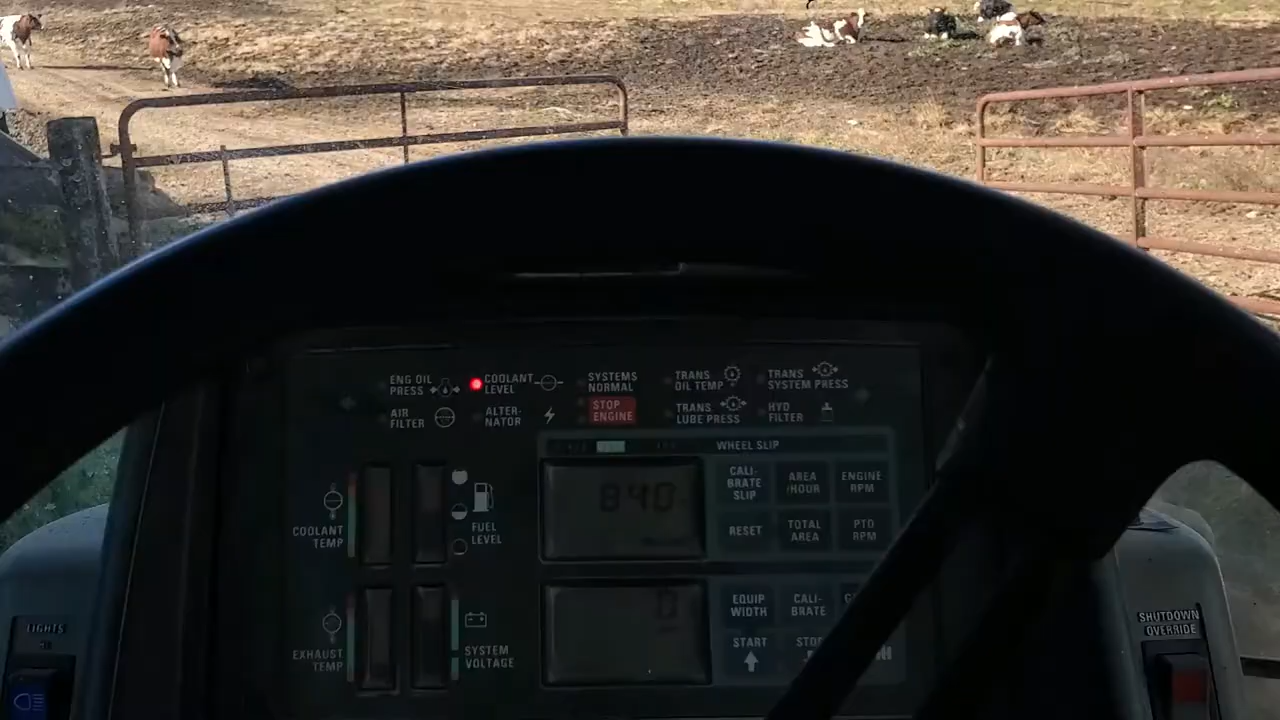 ENG OIL
PRESS
COOLANT
LEVEL
SYSTEMS
NORMAL
TRANS
OIL TEMP
TRANS
SYSTEM PRESS
AIR
FILTER
ALTER-
NATOR
STOP
ENGINE
TRANS
LUBE PRESS
HYD
FILTER
WHEEL SLIP
840
CALI-
BRATE
SLIP
AREA
/HOUR
ENGINE
RPM
RESET
TOTAL
AREA
PTO
RPM
COOLANT
TEMP
FUEL
LEVEL
0
EQUIP
WIDTH
CALI-
BRATE
START
EXHAUST
TEMP
SYSTEM
VOLTAGE
LIGHTS
SHUTDOWN
OVERRIDE